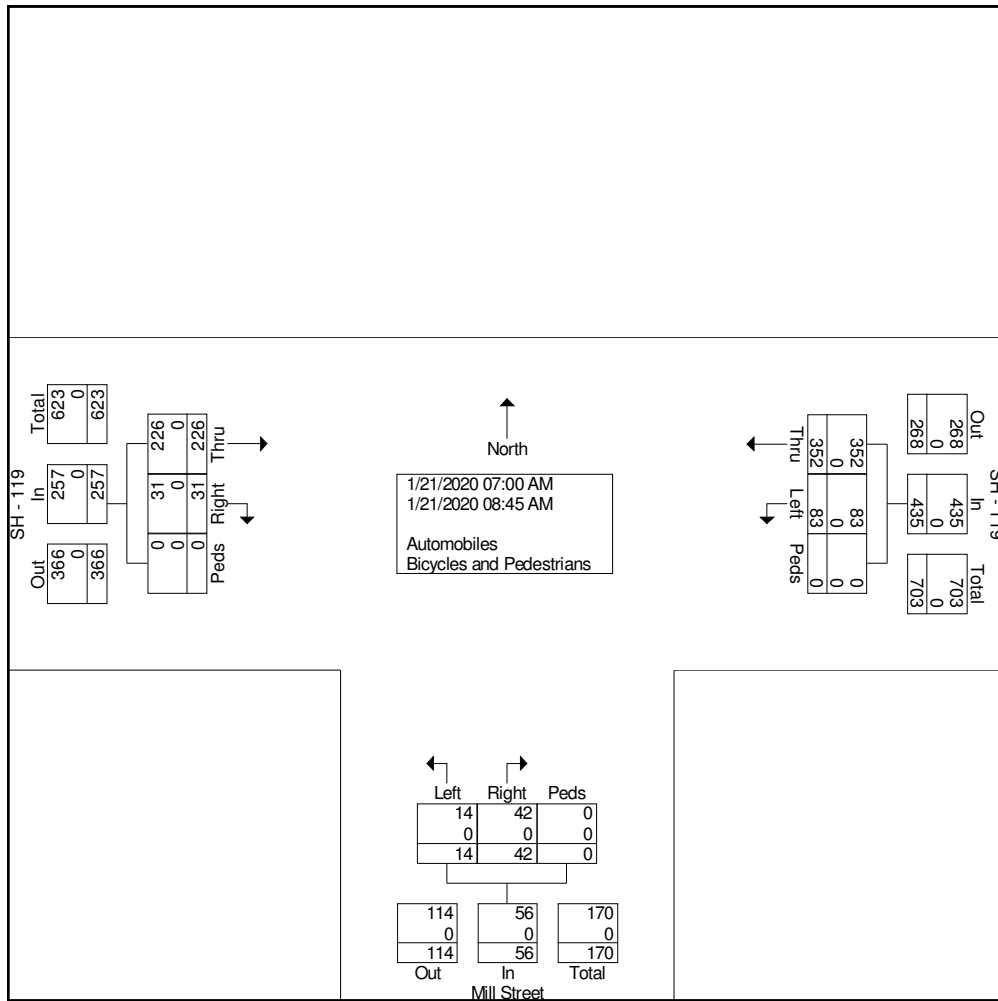 North
1/21/2020 07:00 AM
1/21/2020 08:45 AM
Automobiles
Bicycles and Pedestrians
SH - 119
Out In Total
366 257 623
0 0 0
366 257 623
Peds Right Thru
0 31 226
0 0 0
0 31 226
SH - 119
Out In Total
268 435 703
0 0 0
268 435 703
Thru Left Peds
352 83 0
0 0 0
352 83 0
Left Right Peds
14 42 0
0 0 0
14 42 0
114 56 170
0 0 0
114 56 170
Out In Total
Mill Street